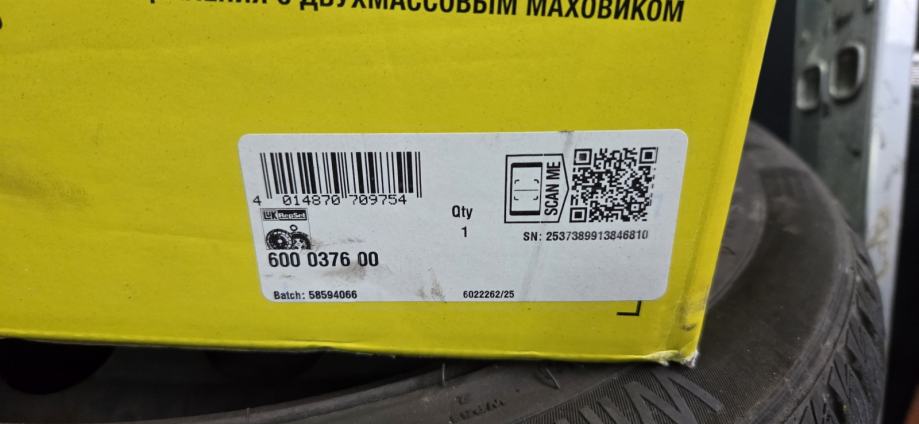 С ДВУХМАССОВЫМ МАХОВИКОМ
4 014870 709754
LuK RepSet
Qty
1
SCAN ME
SN: 2537389913846810
600 0376 00
Batch: 58594066
6022262/25